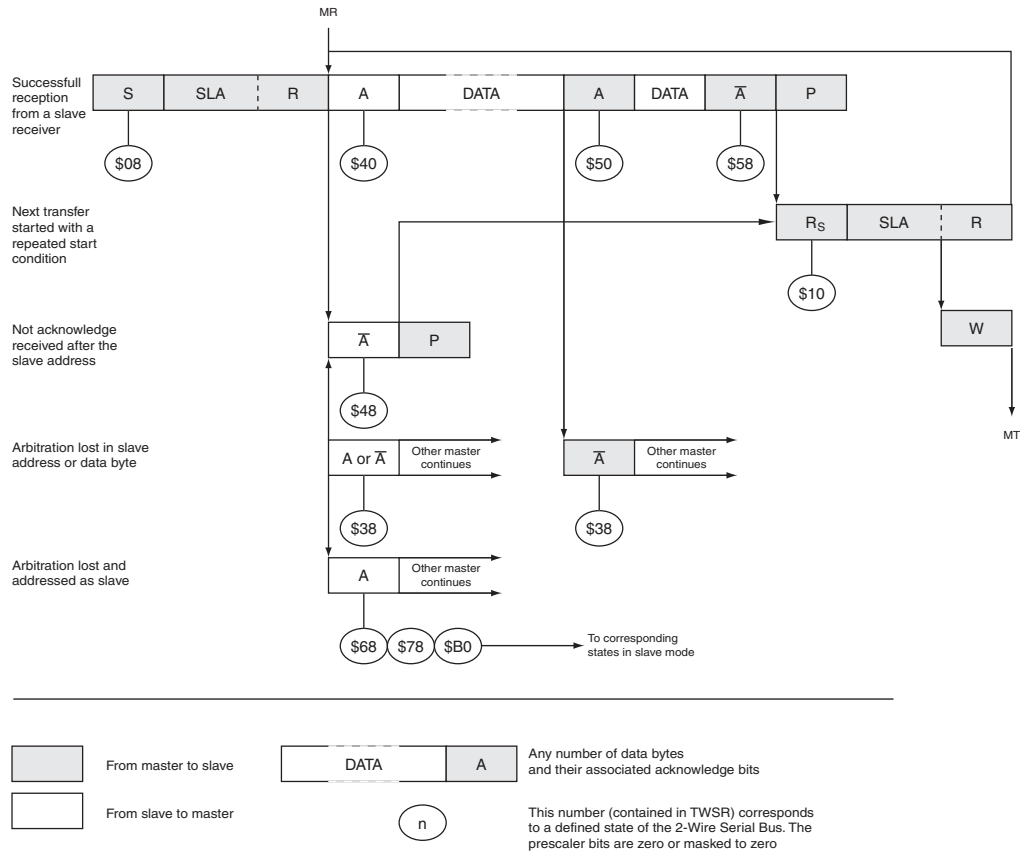 MR
Successfull
reception
from a slave
receiver
S SLA R A DATA A DATA A̅ P
$08 $40 $50 $58
Next transfer
started with a
repeated start
condition
RS SLA R
$10
W
MT
Not acknowledge
received after the
slave address
A̅ P
$48
Arbitration lost in slave
address or data byte
A or A̅
Other master
continues
A̅
Other master
continues
$38 $38
Arbitration lost and
addressed as slave
A
Other master
continues
$68 $78 $B0
To corresponding
states in slave mode
From master to slave
From slave to master
DATA A
Any number of data bytes
and their associated acknowledge bits
n
This number (contained in TWSR) corresponds
to a defined state of the 2-Wire Serial Bus. The
prescaler bits are zero or masked to zero